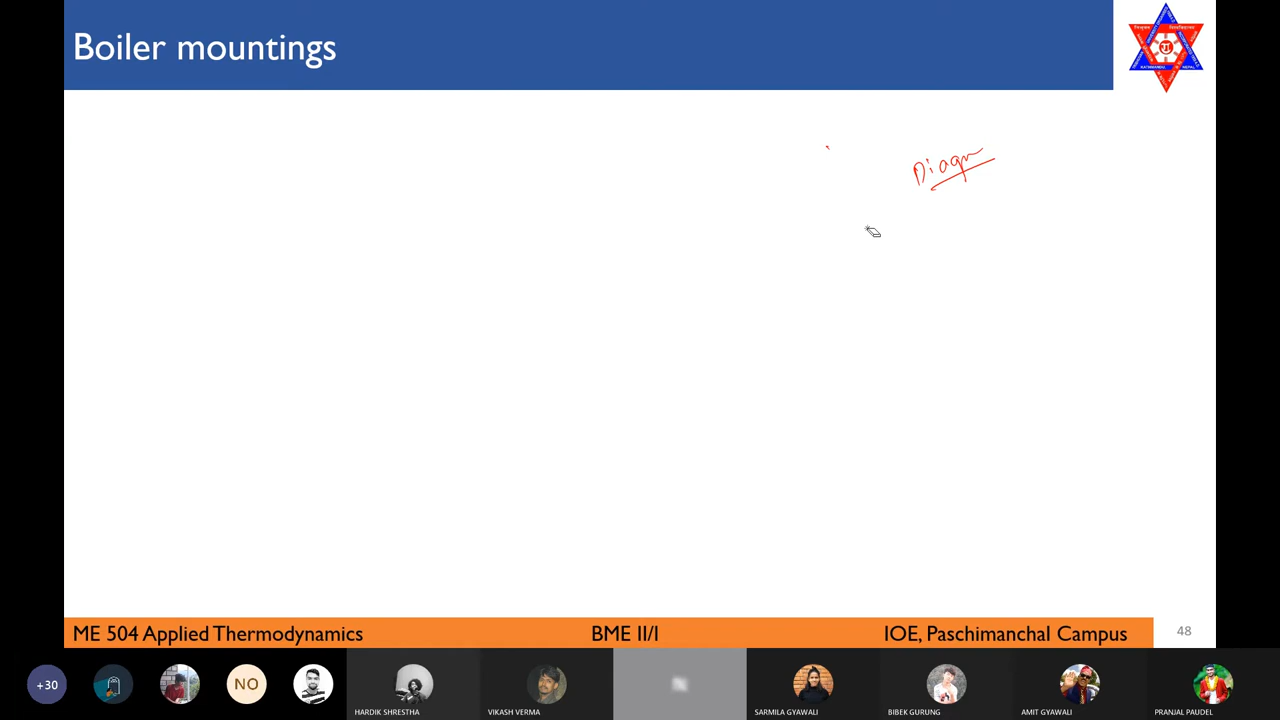 Boiler mountings
Diagm
ME 504 Applied Thermodynamics
BME II/I
IOE, Paschimanchal Campus
48
+30
NO
HARDIK SHRESTHA
VIKASH VERMA
SARMILA GYAWALI
BIBEK GURUNG
AMIT GYAWALI
PRANJAL PAUDEL